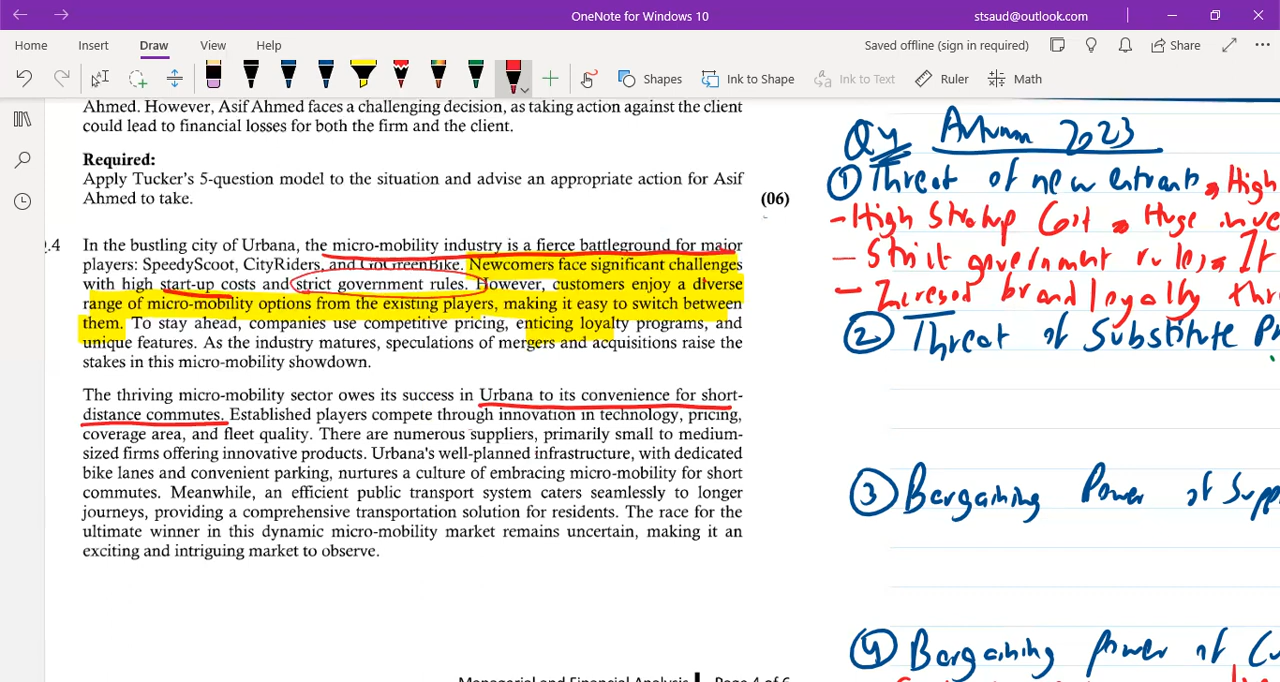 OneNote for Windows 10
stsaud@outlook.com
Home Insert Draw View Help
Saved offline (sign in required) Share
Shapes Ink to Shape Ink to Text Ruler Math
Ahmed. However, Asif Ahmed faces a challenging decision, as taking action against the client
could lead to financial losses for both the firm and the client.
Required:
Apply Tucker's 5-question model to the situation and advise an appropriate action for Asif
Ahmed to take.
(06)
.4 In the bustling city of Urbana, the micro-mobility industry is a fierce battleground for major
players: SpeedyScoot, CityRiders, and GoGreenBike. Newcomers face significant challenges
with high start-up costs and strict government rules. However, customers enjoy a diverse
range of micro-mobility options from the existing players, making it easy to switch between
them. To stay ahead, companies use competitive pricing, enticing loyalty programs, and
unique features. As the industry matures, speculations of mergers and acquisitions raise the
stakes in this micro-mobility showdown.
The thriving micro-mobility sector owes its success in Urbana to its convenience for short-
distance commutes. Established players compete through innovation in technology, pricing,
coverage area, and fleet quality. There are numerous suppliers, primarily small to medium-
sized firms offering innovative products. Urbana's well-planned infrastructure, with dedicated
bike lanes and convenient parking, nurtures a culture of embracing micro-mobility for short
commutes. Meanwhile, an efficient public transport system caters seamlessly to longer
journeys, providing a comprehensive transportation solution for residents. The race for the
ultimate winner in this dynamic micro-mobility market remains uncertain, making it an
exciting and intriguing market to observe.
Managerial and Financial Analysis Page 4 of 6
Q4 Autumn 2023
① Threat of new entrants, High
- High Startup Cost, Huge inve
- Strict government rules, It
- Incresed brand loyalty thr
② Threat of Substitute Pr
③ Bargaining Power of Supp
④ Bargaining power of Cu